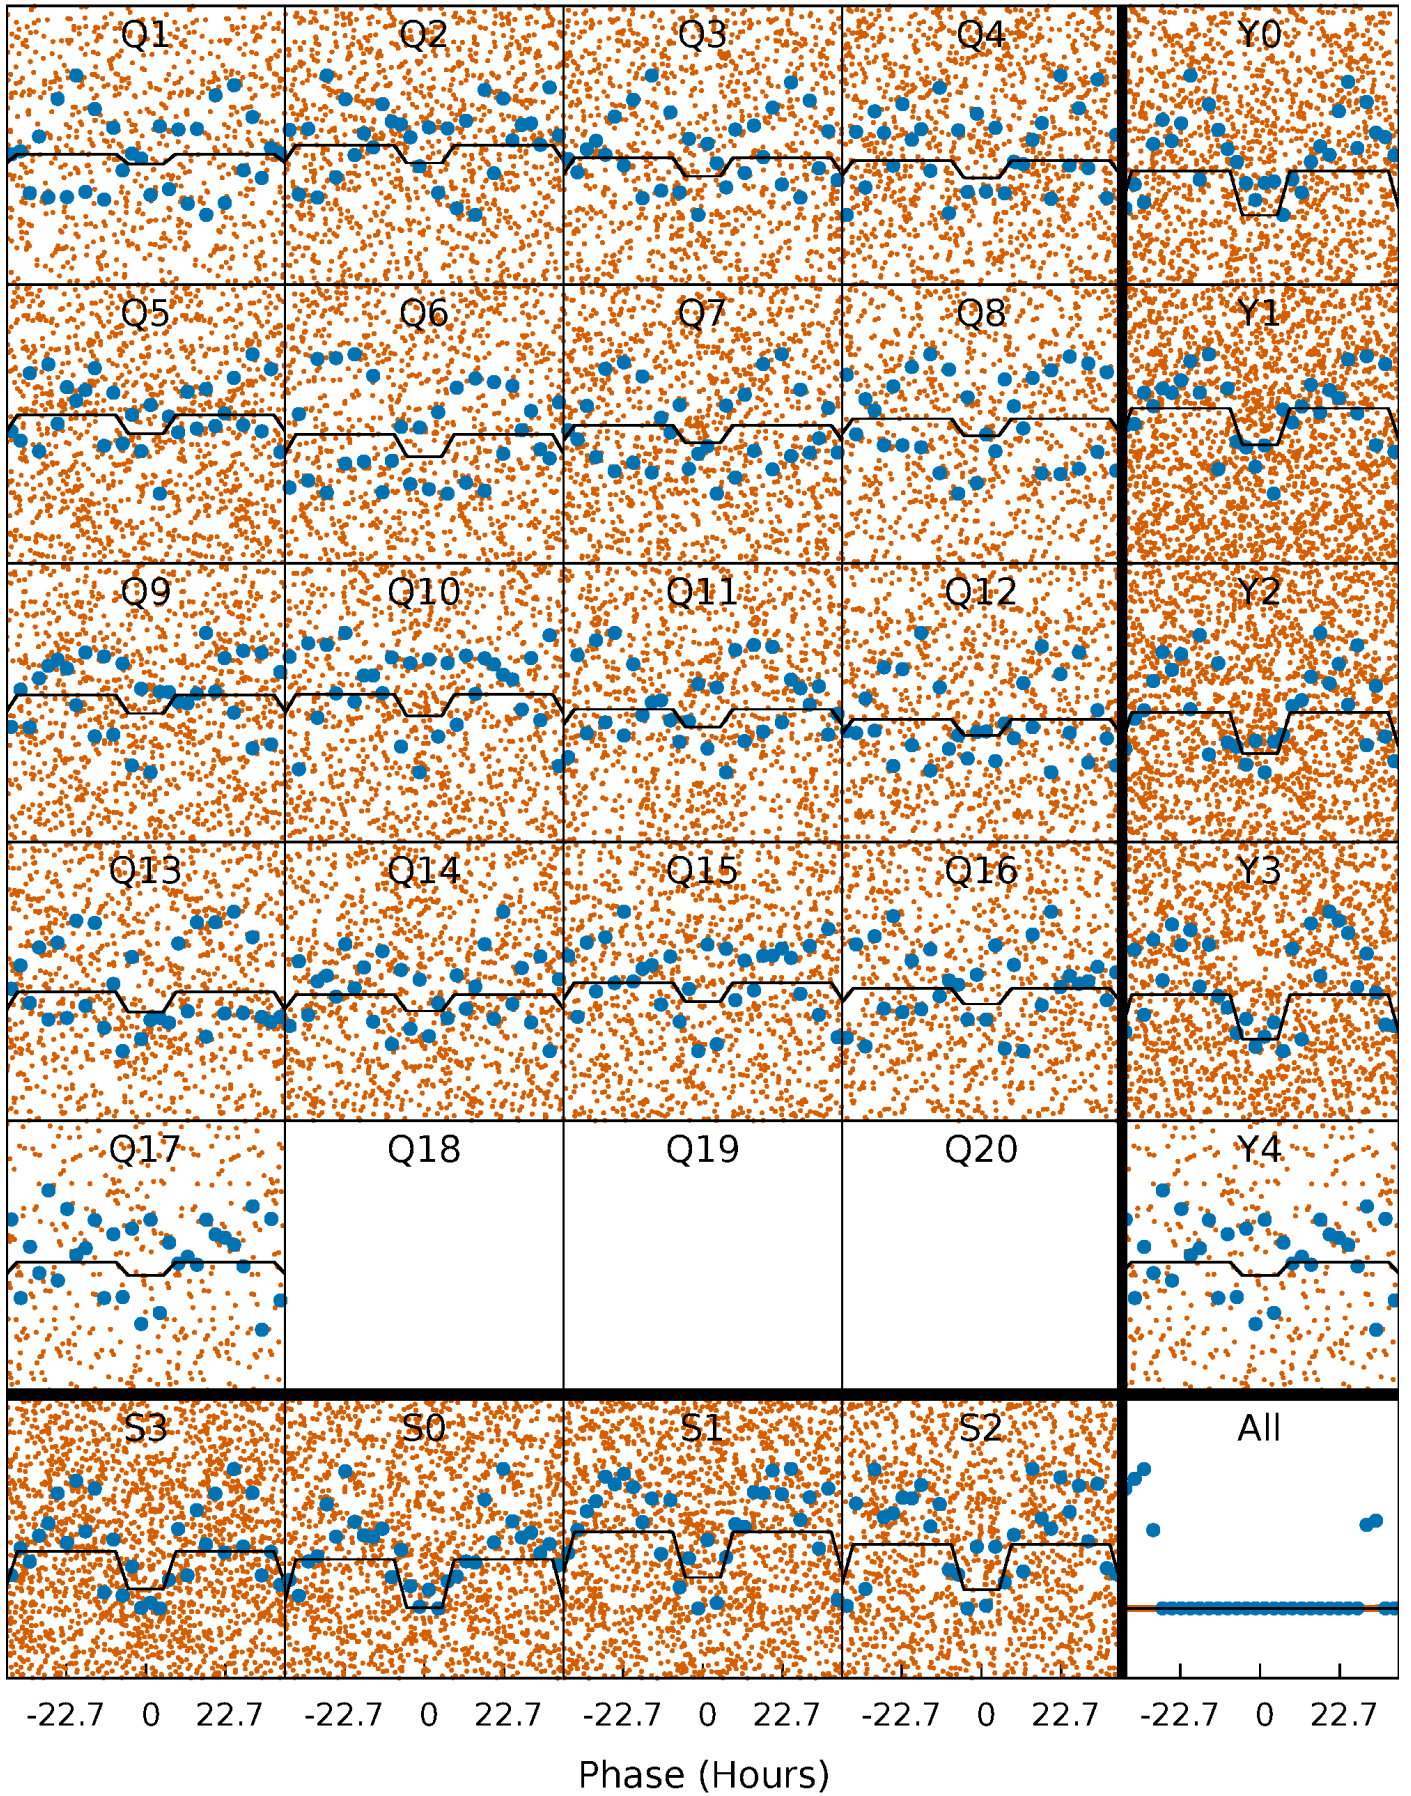 Q1 Q2 Q3 Q4 Y0
Q5 Q6 Q7 Q8 Y1
Q9 Q10 Q11 Q12 Y2
Q13 Q14 Q15 Q16 Y3
Q17 Q18 Q19 Q20 Y4
S3 S0 S1 S2 All
-22.7 0 22.7 -22.7 0 22.7 -22.7 0 22.7 -22.7 0 22.7 -22.7 0 22.7
Phase (Hours)